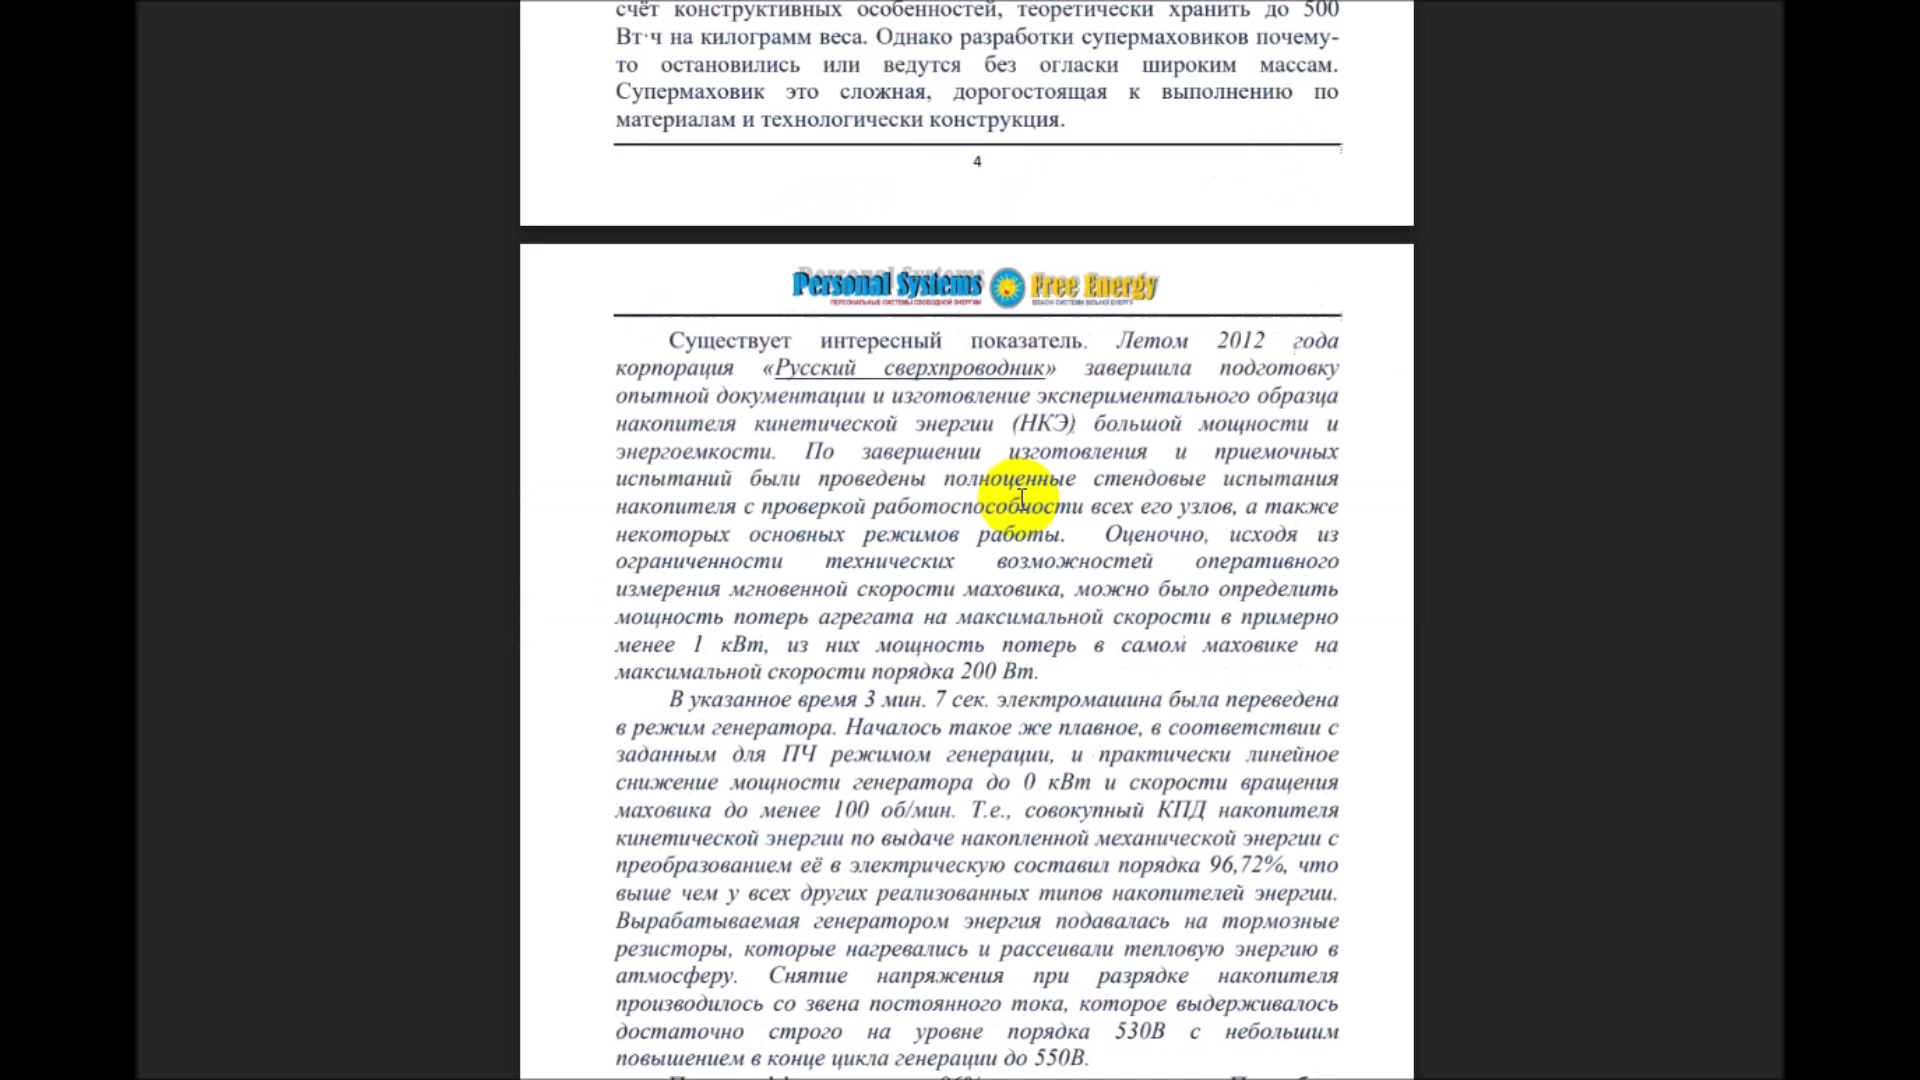 счёт конструктивных особенностей, теоретически хранить до 500
Вт·ч на килограмм веса. Однако разработки супермаховиков почему-
то остановились или ведутся без огласки широким массам.
Супермаховик это сложная, дорогостоящая к выполнению по
материалам и технологически конструкция.
4
Personal Systems Free Energy
ПЕРСОНАЛЬНЫЕ СИСТЕМЫ СВОБОДНОЙ ЭНЕРГИИ
Существует интересный показатель. Летом 2012 года
корпорация «Русский сверхпроводник» завершила подготовку
опытной документации и изготовление экспериментального образца
накопителя кинетической энергии (НКЭ) большой мощности и
энергоемкости. По завершении изготовления и приемочных
испытаний были проведены полноценные стендовые испытания
накопителя с проверкой работоспособности всех его узлов, а также
некоторых основных режимов работы. Оценочно, исходя из
ограниченности технических возможностей оперативного
измерения мгновенной скорости маховика, можно было определить
мощность потерь агрегата на максимальной скорости в примерно
менее 1 кВт, из них мощность потерь в самом маховике на
максимальной скорости порядка 200 Вт.
В указанное время 3 мин. 7 сек. электромашина была переведена
в режим генератора. Началось такое же плавное, в соответствии с
заданным для ПЧ режимом генерации, и практически линейное
снижение мощности генератора до 0 кВт и скорости вращения
маховика до менее 100 об/мин. Т.е., совокупный КПД накопителя
кинетической энергии по выдаче накопленной механической энергии с
преобразованием её в электрическую составил порядка 96,72%, что
выше чем у всех других реализованных типов накопителей энергии.
Вырабатываемая генератором энергия подавалась на тормозные
резисторы, которые нагревались и рассеивали тепловую энергию в
атмосферу. Снятие напряжения при разрядке накопителя
производилось со звена постоянного тока, которое выдерживалось
достаточно строго на уровне порядка 530В с небольшим
повышением в конце цикла генерации до 550В.